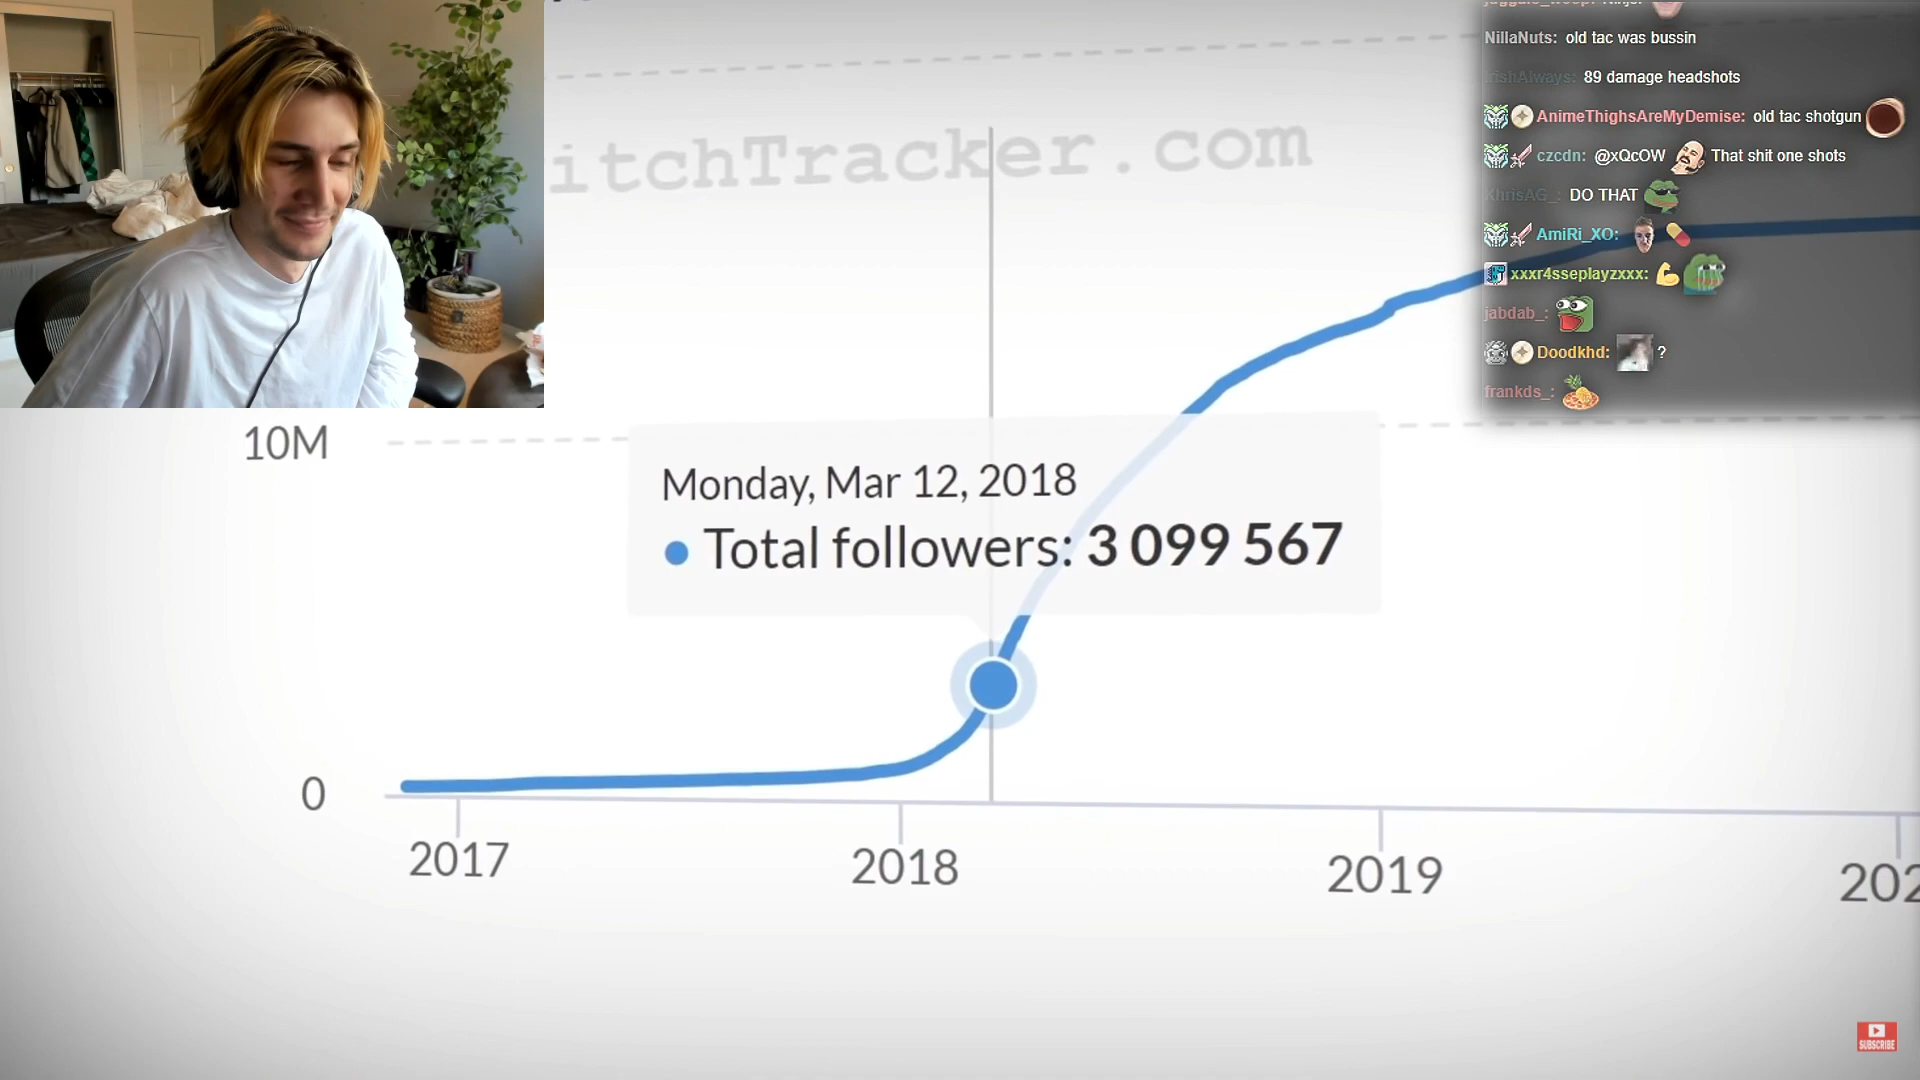 NillaNuts: old tac was bussin
IrishAlways: 89 damage headshots
AnimeThighsAreMyDemise: old tac shotgun
czcdn: @xQcOW That shit one shots
KhrisAG_: DO THAT
AmiRi_XO:
xxxr4sseplayzxxx:
jabdab_:
Doodkhd: ?
frankds_:
itchTracker.com
10M
Monday, Mar 12, 2018
Total followers: 3 099 567
0
2017 2018 2019 202
SUBSCRIBE